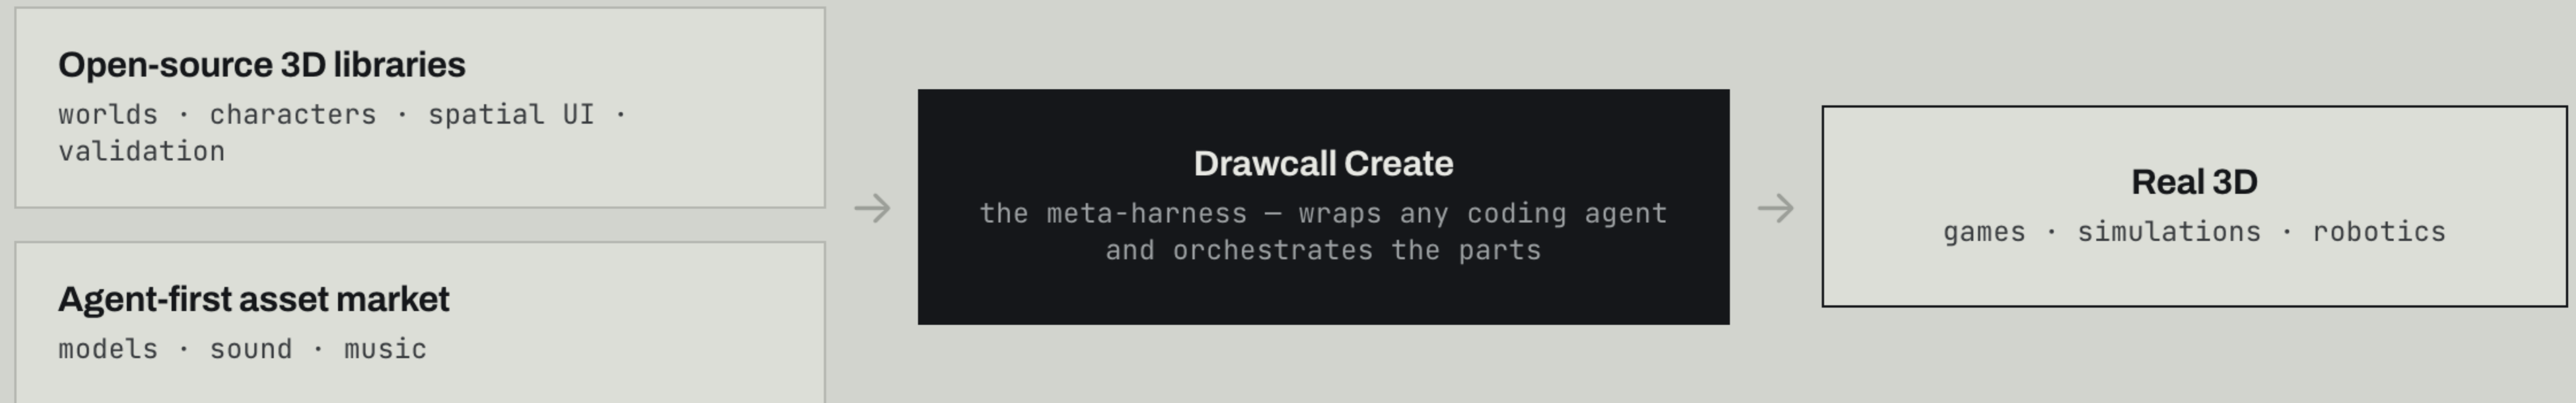 Open-source 3D libraries
worlds · characters · spatial UI ·
validation
Agent-first asset market
models · sound · music
Drawcall Create
the meta-harness — wraps any coding agent
and orchestrates the parts
Real 3D
games · simulations · robotics